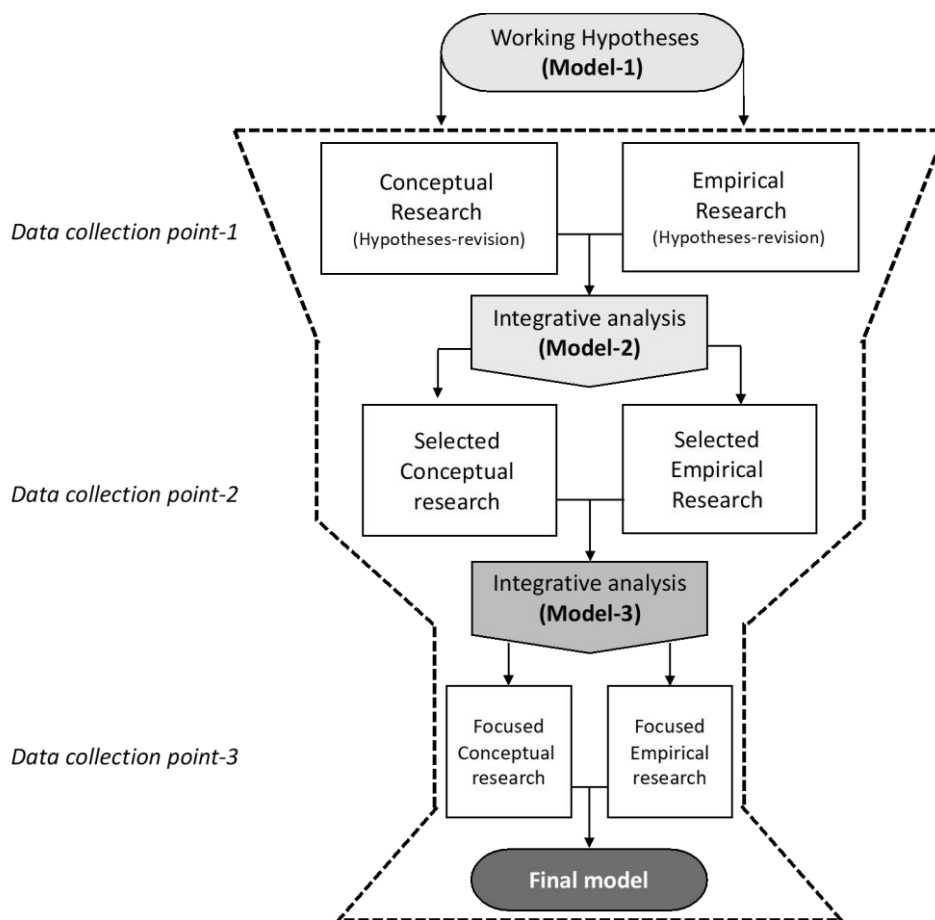 Working Hypotheses
(Model-1)
Conceptual
Research
(Hypotheses-revision)
Empirical
Research
(Hypotheses-revision)
Data collection point-1
Integrative analysis
(Model-2)
Selected
Conceptual
research
Selected
Empirical
Research
Data collection point-2
Integrative analysis
(Model-3)
Focused
Conceptual
research
Focused
Empirical
research
Data collection point-3
Final model